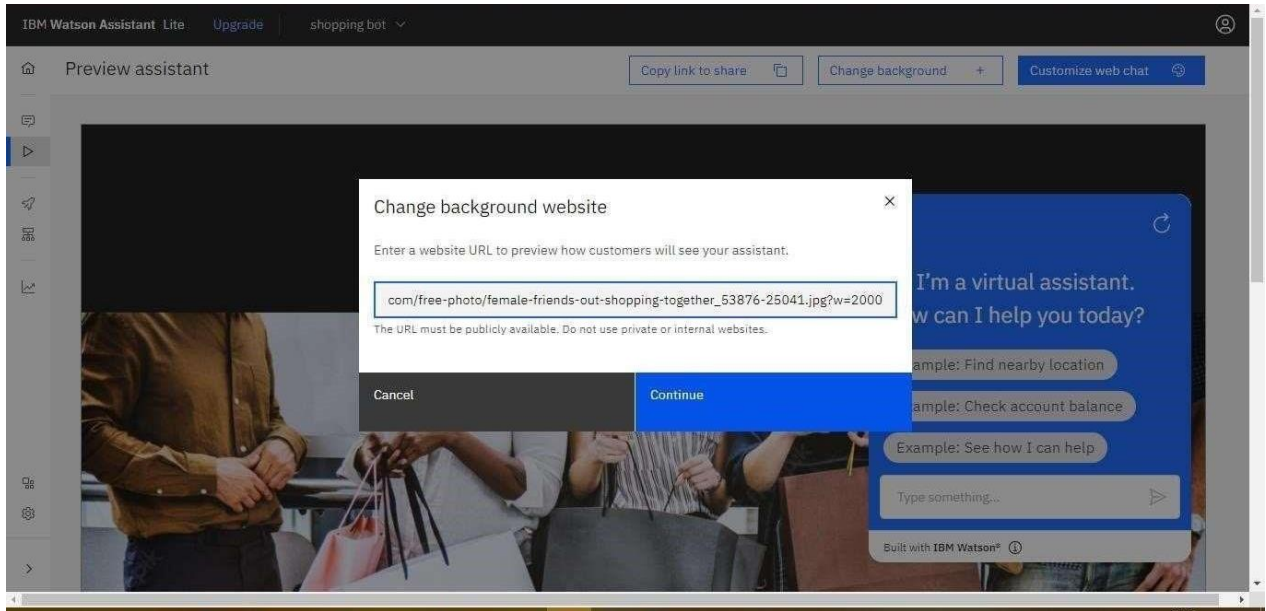 IBM Watson Assistant Lite Upgrade shopping bot
Preview assistant Copy link to share Change background + Customize web chat
Change background website
Enter a website URL to preview how customers will see your assistant.
com/free-photo/female-friends-out-shopping-together_53876-25041.jpg?w=2000
The URL must be publicly available. Do not use private or internal websites.
Cancel Continue
I'm a virtual assistant.
w can I help you today?
ample: Find nearby location
ample: Check account balance
Example: See how I can help
Type something...
Built with IBM Watson®